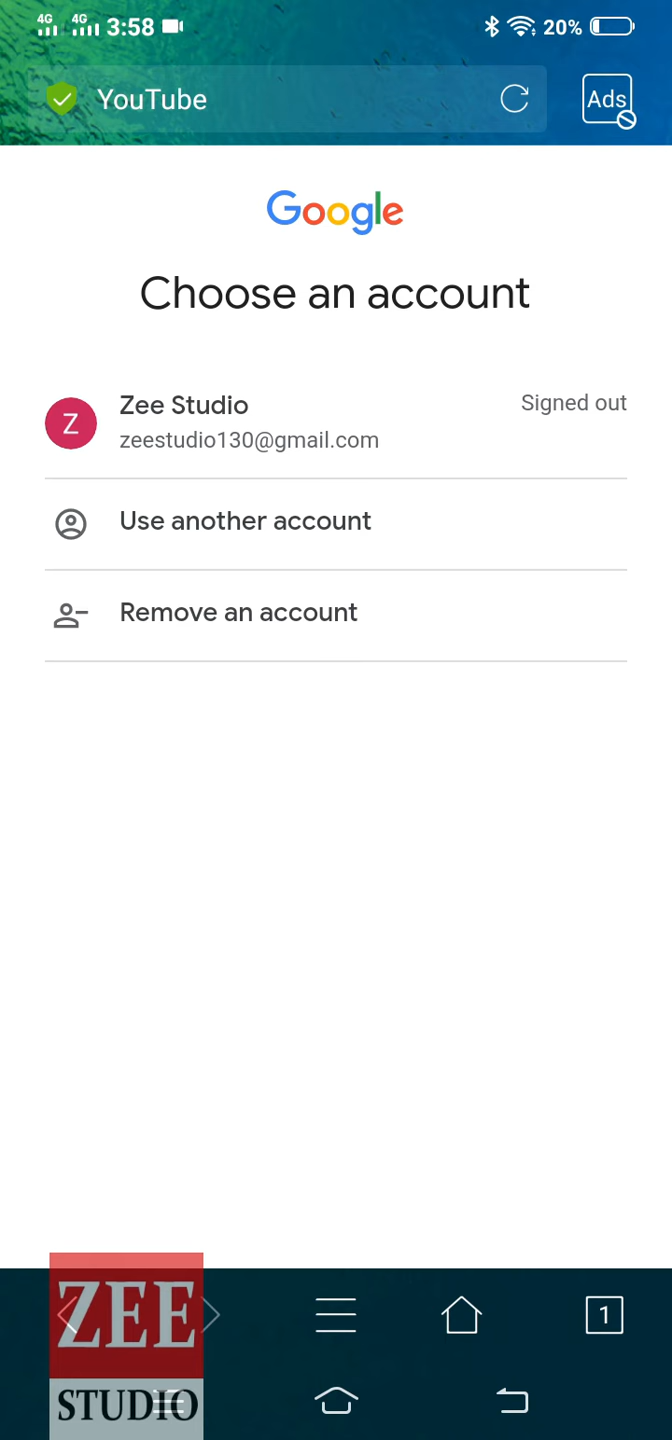 4G 4G 3:58 20%
YouTube
Ads
Google
Choose an account
Zee Studio
Signed out
zeestudio130@gmail.com
Use another account
Remove an account
ZEE
1
STUDIO